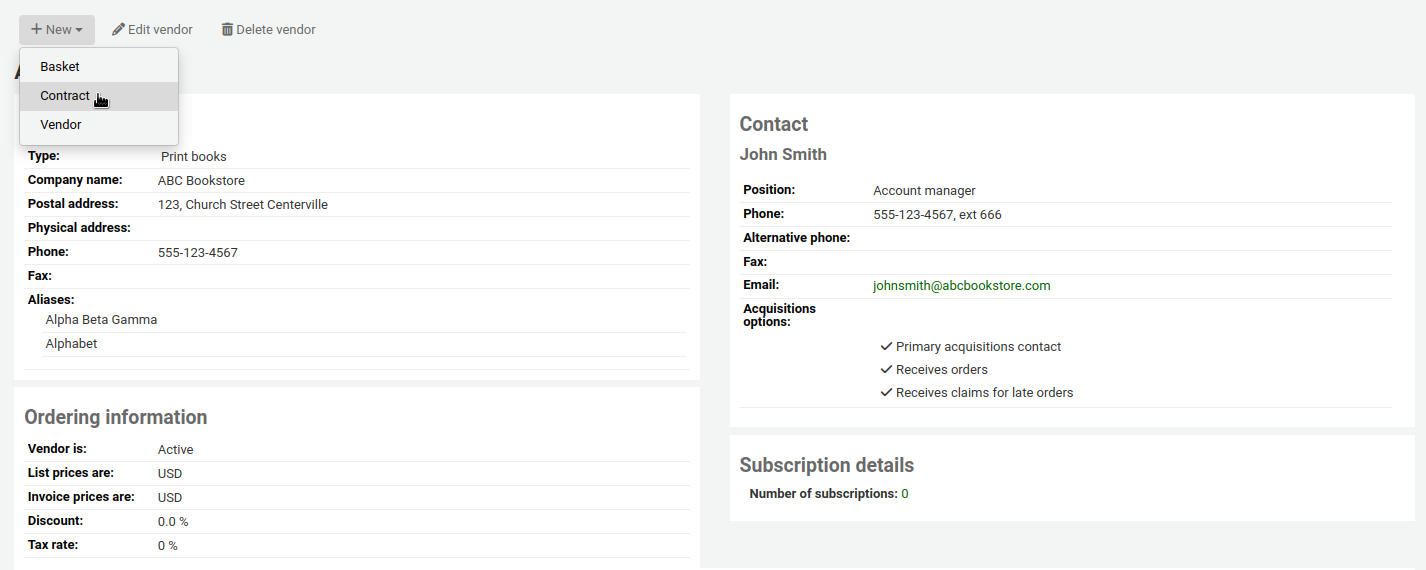 New
Edit vendor
Delete vendor
Basket
Contract
Vendor
Type: Print books
Company name: ABC Bookstore
Postal address: 123, Church Street Centerville
Physical address:
Phone: 555-123-4567
Fax:
Aliases:
Alpha Beta Gamma
Alphabet
Ordering information
Vendor is: Active
List prices are: USD
Invoice prices are: USD
Discount: 0.0 %
Tax rate: 0 %
Contact
John Smith
Position: Account manager
Phone: 555-123-4567, ext 666
Alternative phone:
Fax:
Email: johnsmith@abcbookstore.com
Acquisitions
options:
Primary acquisitions contact
Receives orders
Receives claims for late orders
Subscription details
Number of subscriptions: 0